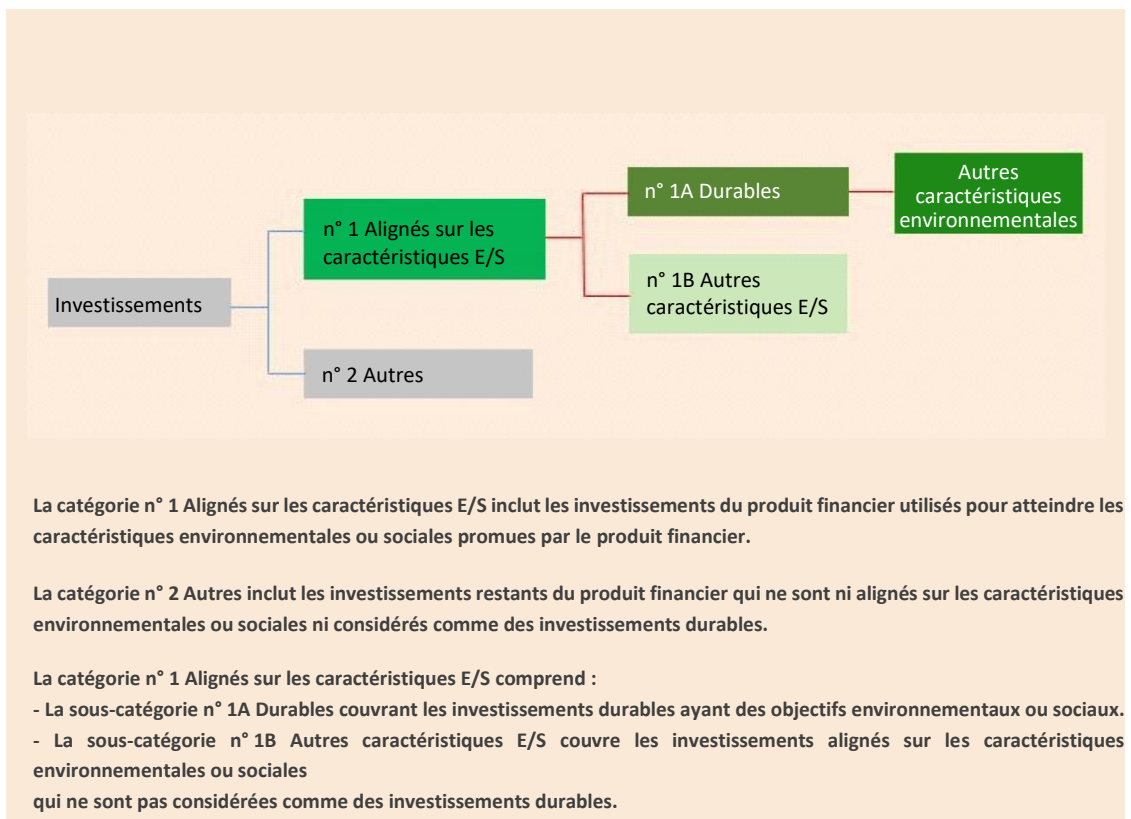 Autres
caractéristiques
environnementales
n° 1A Durables
n° 1 Alignés sur les
caractéristiques E/S
n° 1B Autres
caractéristiques E/S
Investissements
n° 2 Autres
La catégorie n° 1 Alignés sur les caractéristiques E/S inclut les investissements du produit financier utilisés pour atteindre les
caractéristiques environnementales ou sociales promues par le produit financier.
La catégorie n° 2 Autres inclut les investissements restants du produit financier qui ne sont ni alignés sur les caractéristiques
environnementales ou sociales ni considérés comme des investissements durables.
La catégorie n° 1 Alignés sur les caractéristiques E/S comprend :
- La sous-catégorie n° 1A Durables couvrant les investissements durables ayant des objectifs environnementaux ou sociaux.
- La sous-catégorie n° 1B Autres caractéristiques E/S couvre les investissements alignés sur les caractéristiques
environnementales ou sociales
qui ne sont pas considérées comme des investissements durables.